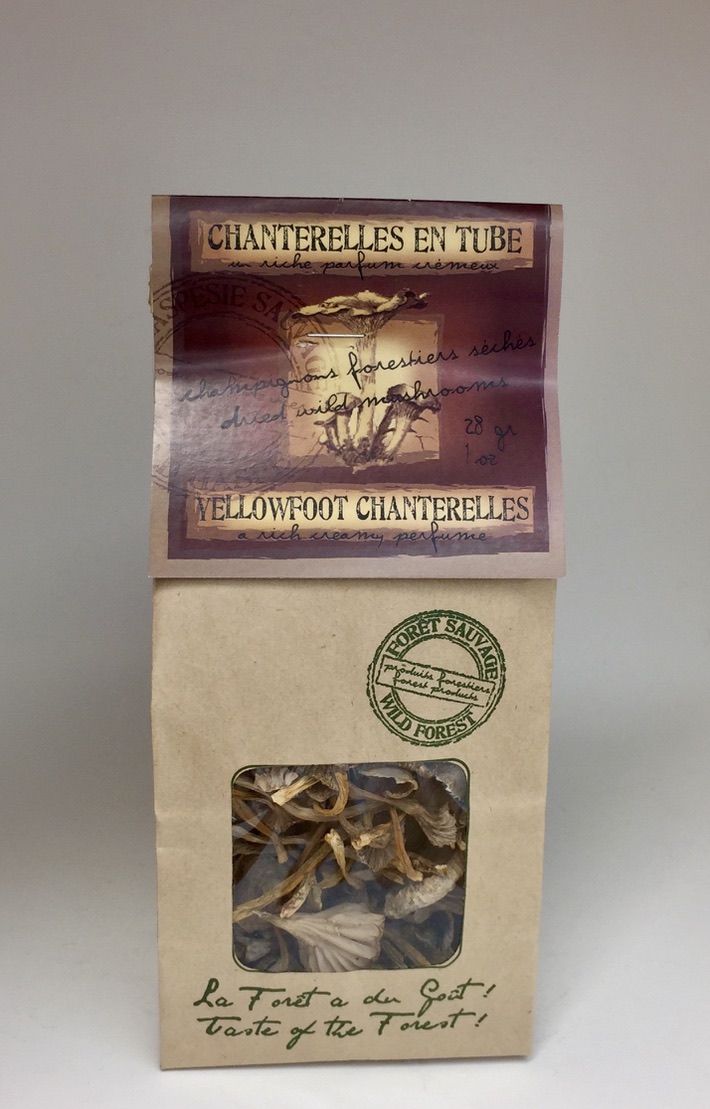 CHANTERELLES EN TUBE
un riche parfum crémeux
GASPÉSIE SAUVAGE
champignons forestiers séchés
dried wild mushrooms
28 gr
1 oz
YELLOWFOOT CHANTERELLES
a rich creamy perfume
FORÊT SAUVAGE
produits forestiers
forest products
WILD FOREST
La Forêt a du Goût!
Taste of the Forest!